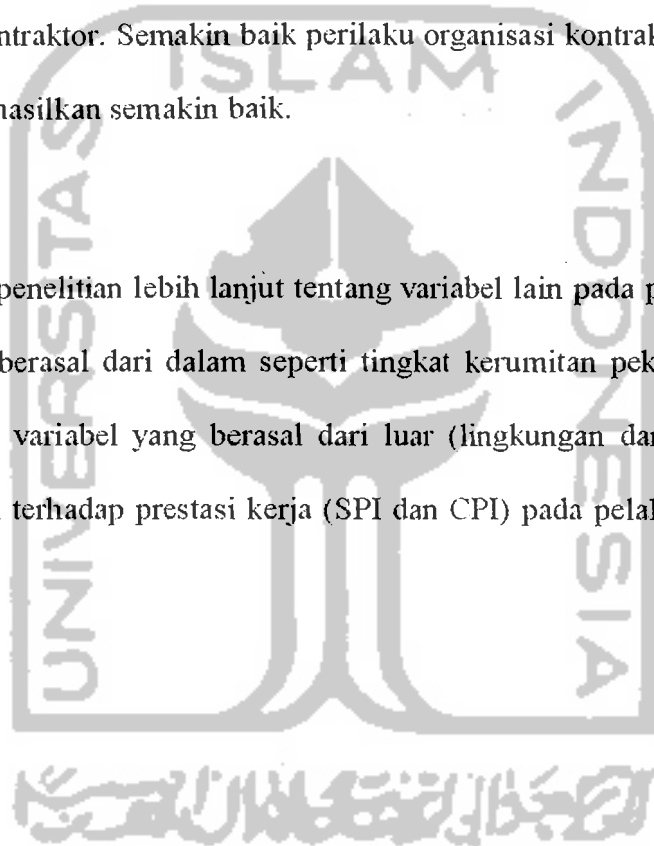 ntraktor. Semakin baik perilaku organisasi kontrak
ISLAM
hasilkan semakin baik.
UNIVERSITAS
INDONESIA
penelitian lebih lanjut tentang variabel lain pada p
berasal dari dalam seperti tingkat kerumitan pek
variabel yang berasal dari luar (lingkungan dan
terhadap prestasi kerja (SPI dan CPI) pada pelal